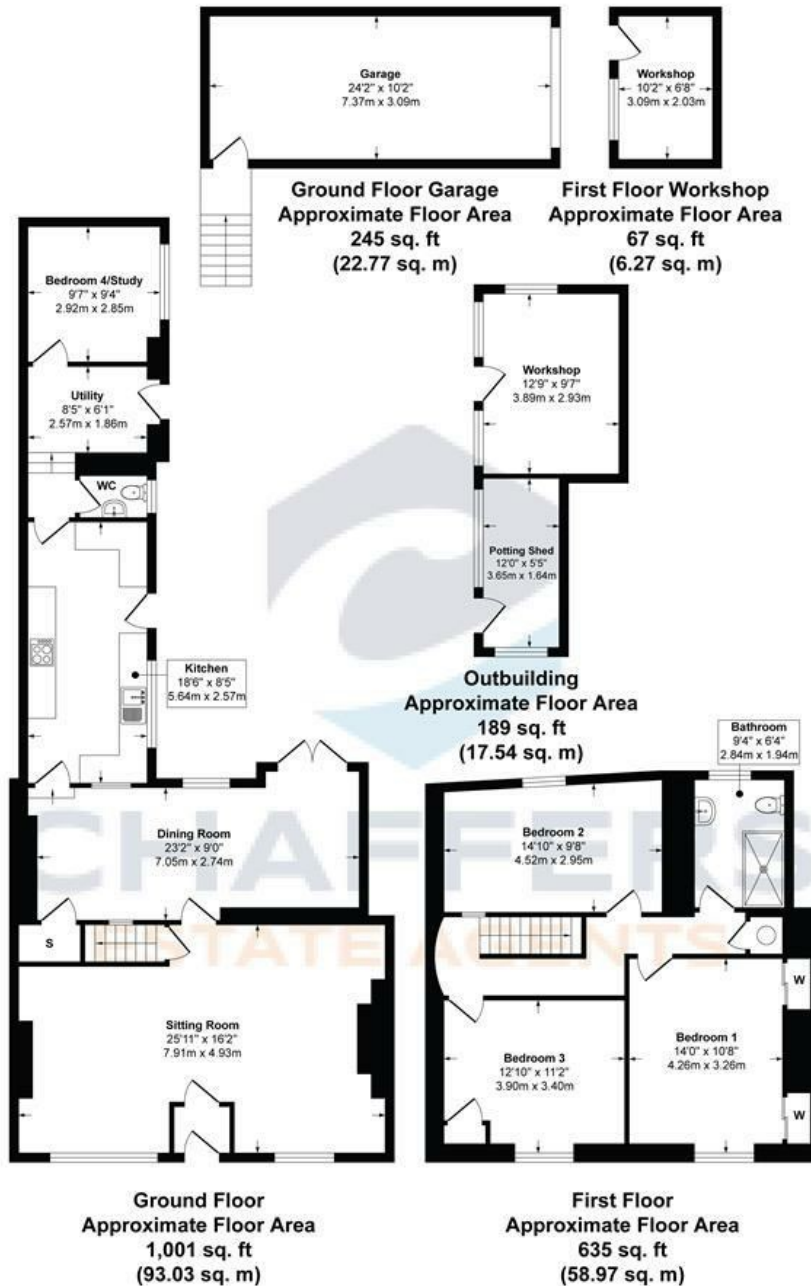 Garage
24'2" x 10'2"
7.37m x 3.09m
Workshop
10'2" x 6'8"
3.09m x 2.03m
Ground Floor Garage
Approximate Floor Area
245 sq. ft
(22.77 sq. m)
First Floor Workshop
Approximate Floor Area
67 sq. ft
(6.27 sq. m)
Bedroom 4/Study
9'7" x 9'4"
2.92m x 2.85m
Utility
8'5" x 6'1"
2.57m x 1.86m
WC
Workshop
12'9" x 9'7"
3.89m x 2.93m
Potting Shed
12'0" x 5'5"
3.65m x 1.64m
Kitchen
18'6" x 8'5"
5.64m x 2.57m
Outbuilding
Approximate Floor Area
189 sq. ft
(17.54 sq. m)
Bathroom
9'4" x 6'4"
2.84m x 1.94m
Dining Room
23'2" x 9'0"
7.05m x 2.74m
Bedroom 2
14'10" x 9'8"
4.52m x 2.95m
CHAFFERS
ESTATE AGENTS
S
Sitting Room
25'11" x 16'2"
7.91m x 4.93m
Bedroom 3
12'10" x 11'2"
3.90m x 3.40m
Bedroom 1
14'0" x 10'8"
4.26m x 3.26m
W
W
Ground Floor
Approximate Floor Area
1,001 sq. ft
(93.03 sq. m)
First Floor
Approximate Floor Area
635 sq. ft
(58.97 sq. m)